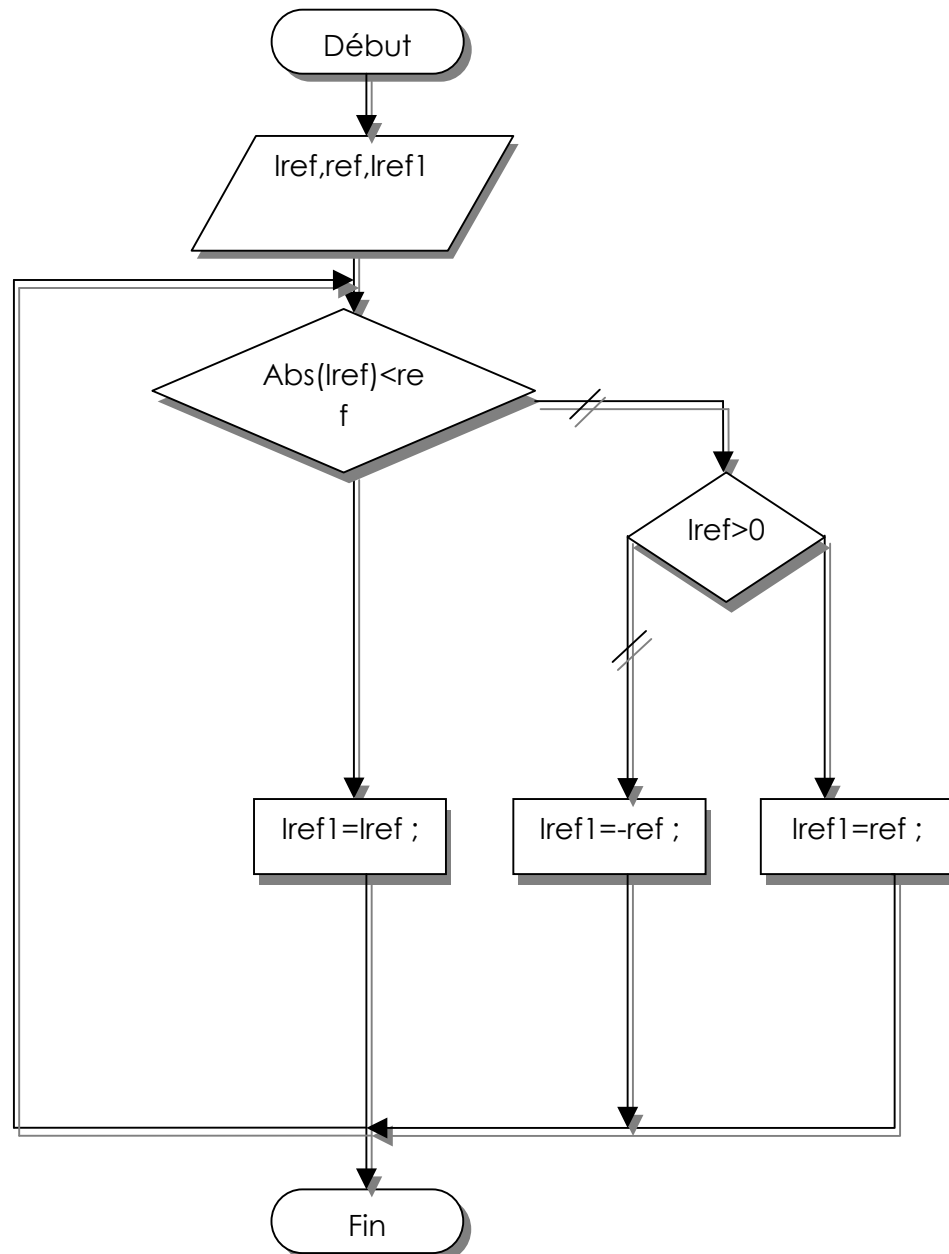 Début
Iref,ref,Iref1
Abs(Iref)<re
f
Iref>0
Iref1=Iref ;
Iref1=-ref ;
Iref1=ref ;
Fin